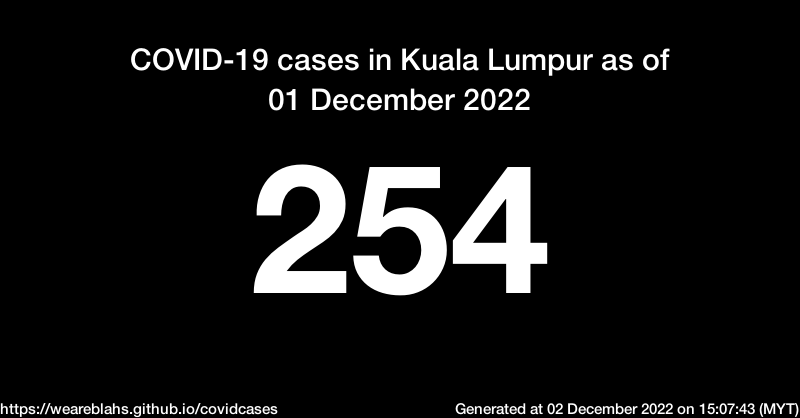 COVID-19 cases in Kuala Lumpur as of
01 December 2022
254
https://weareblahs.github.io/covidcases
Generated at 02 December 2022 on 15:07:43 (MYT)